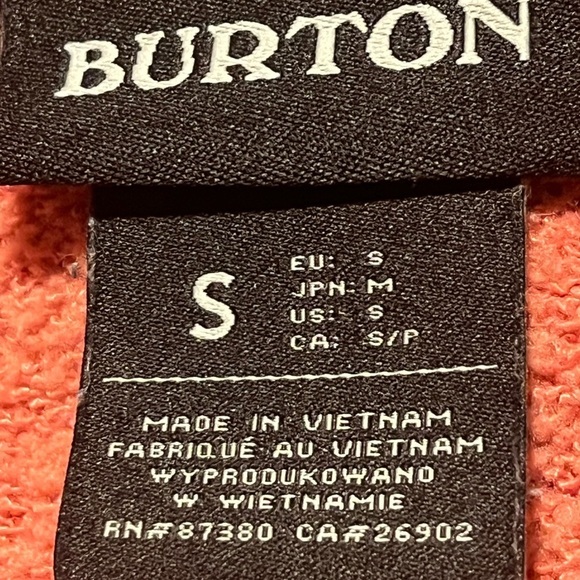 BURTON
S
EU: S
JPN: M
US: S
CA: S/P
MADE IN VIETNAM
FABRIQUÉ AU VIETNAM
WYPRODUKOWANO
W WIETNAMIE
RN#87380 CA#26902